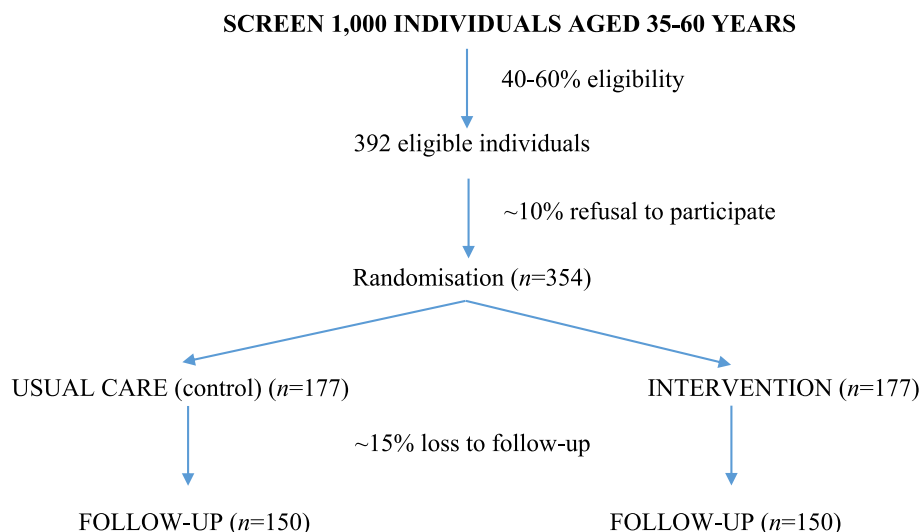 SCREEN 1,000 INDIVIDUALS AGED 35-60 YEARS
40-60% eligibility
392 eligible individuals
~10% refusal to participate
Randomisation (n=354)
USUAL CARE (control) (n=177)
INTERVENTION (n=177)
~15% loss to follow-up
FOLLOW-UP (n=150)
FOLLOW-UP (n=150)